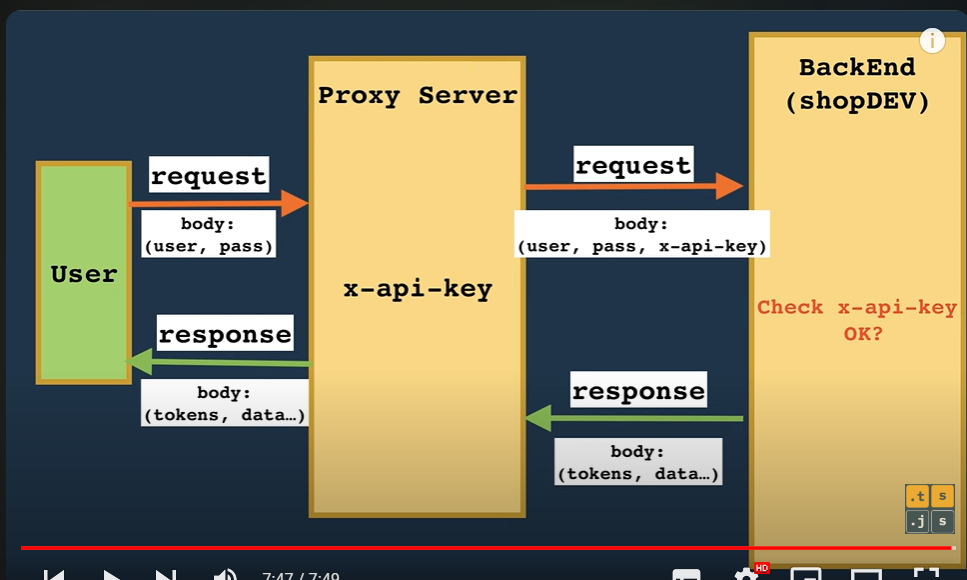 BackEnd
(shopDEV)
Proxy Server
request
request
body:
(user, pass)
body:
(user, pass, x-api-key)
User
x-api-key
Check x-api-key
OK?
response
response
body:
(tokens, data…)
body:
(tokens, data…)
.t s
.j s
HD
7:47 / 7:49
i